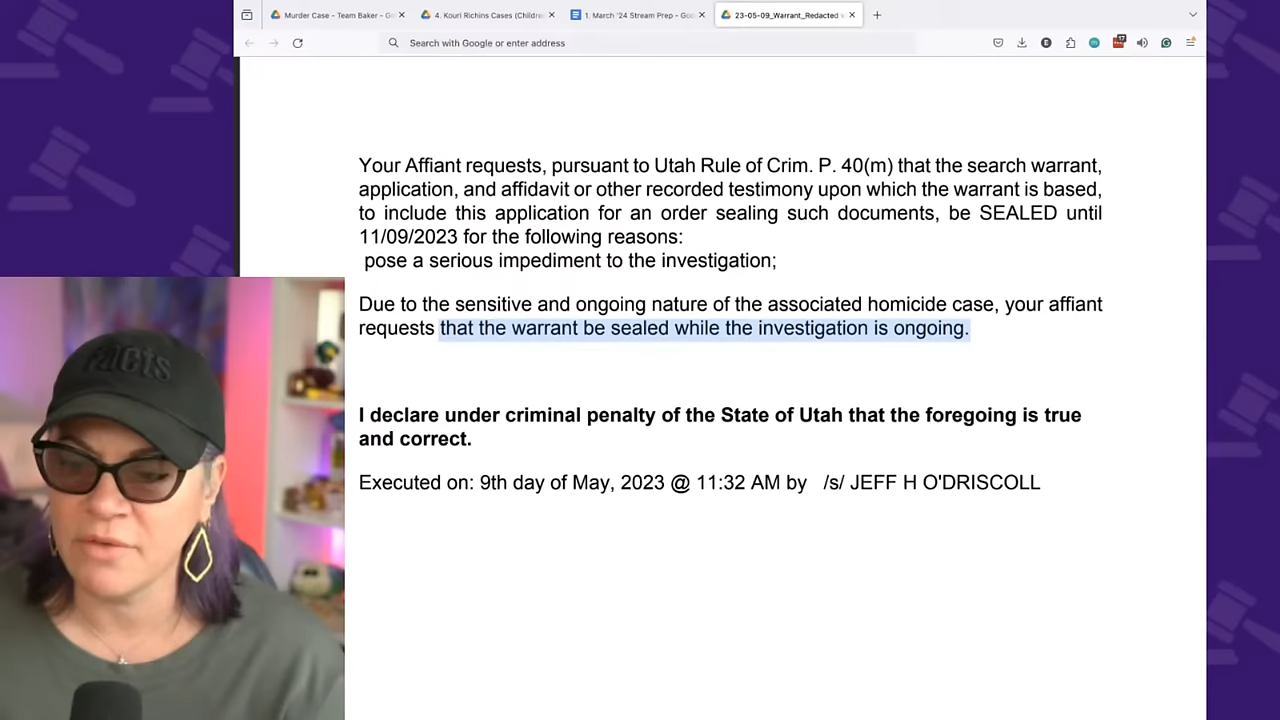 Murder Case - Team Baker - Go
4. Kouri Richins Cases (Childre
1. March '24 Stream Prep - Goo
23-05-09_Warrant_Redacted
Search with Google or enter address
17
Your Affiant requests, pursuant to Utah Rule of Crim. P. 40(m) that the search warrant,
application, and affidavit or other recorded testimony upon which the warrant is based,
to include this application for an order sealing such documents, be SEALED until
11/09/2023 for the following reasons:
pose a serious impediment to the investigation;
Due to the sensitive and ongoing nature of the associated homicide case, your affiant
requests that the warrant be sealed while the investigation is ongoing.
I declare under criminal penalty of the State of Utah that the foregoing is true
and correct.
Executed on: 9th day of May, 2023 @ 11:32 AM by /s/ JEFF H O'DRISCOLL
facts